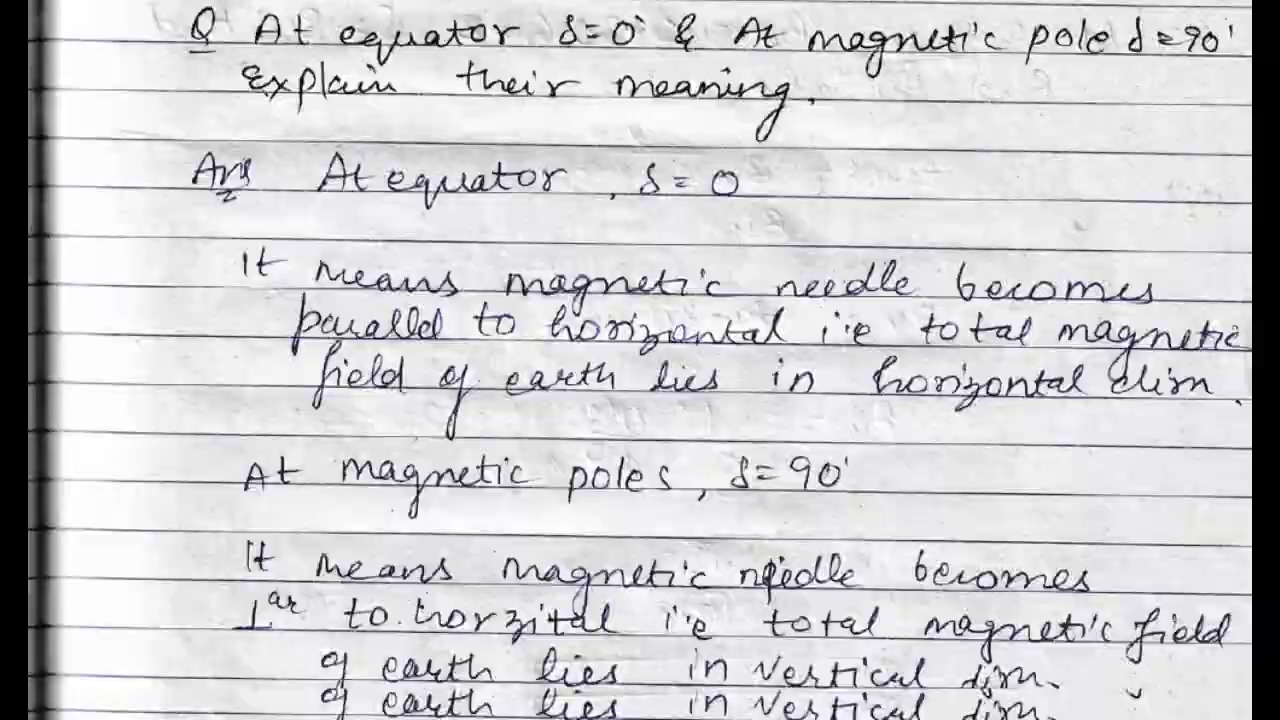 Q At equator δ=0° & At magnetic pole δ=90°
Explain their meaning.
Ans At equator, δ=0
It means magnetic needle becomes
parallel to horizontal i.e total magnetic
field of earth lies in horizontal dirn.
At magnetic poles, δ=90°
It means magnetic needle becomes
⊥ar to horzital i.e total magnetic field
of earth lies in vertical dirn.
of earth lies in vertical dirn.